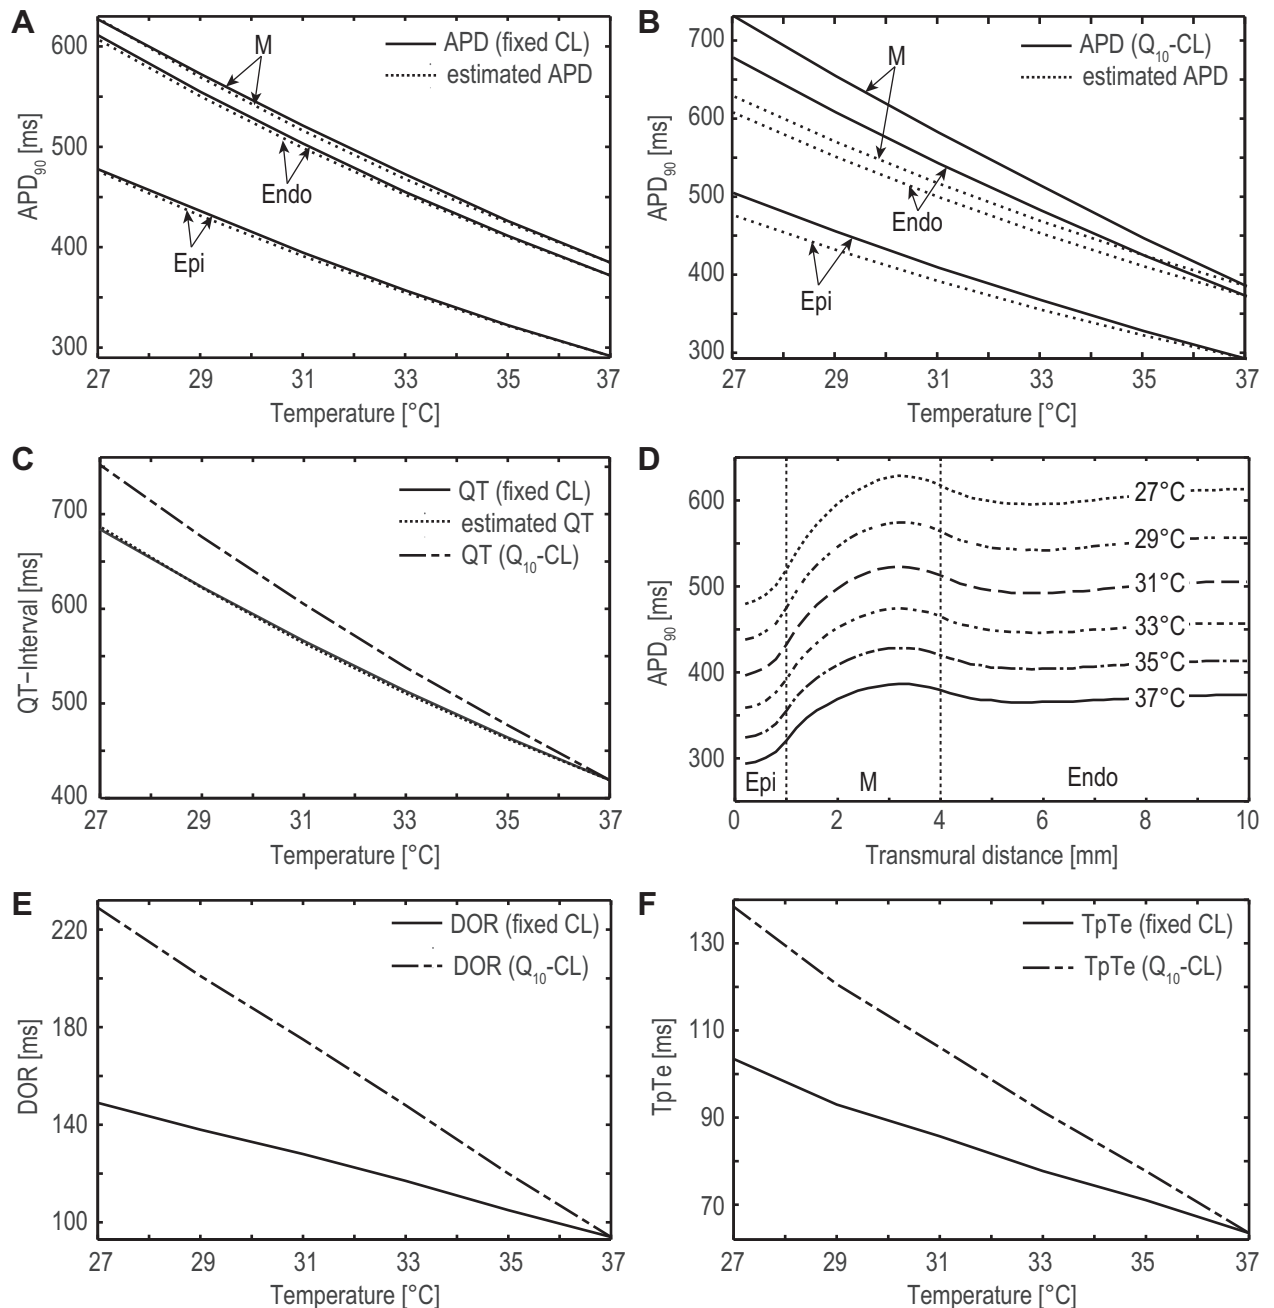 A
APD90 [ms]
600
500
400
300
APD (fixed CL)
estimated APD
M
Endo
Epi
27 29 31 33 35 37
Temperature [°C]
B
APD90 [ms]
700
600
500
400
300
APD (Q10-CL)
estimated APD
M
Endo
Epi
27 29 31 33 35 37
Temperature [°C]
C
QT−Interval [ms]
700
600
500
400
QT (fixed CL)
estimated QT
QT (Q10-CL)
27 29 31 33 35 37
Temperature [°C]
D
APD90 [ms]
600
500
400
300
27°C
29°C
31°C
33°C
35°C
37°C
Epi M Endo
0 2 4 6 8 10
Transmural distance [mm]
E
DOR [ms]
220
180
140
100
DOR (fixed CL)
DOR (Q10-CL)
27 29 31 33 35 37
Temperature [°C]
F
TpTe [ms]
130
110
90
70
TpTe (fixed CL)
TpTe (Q10-CL)
27 29 31 33 35 37
Temperature [°C]